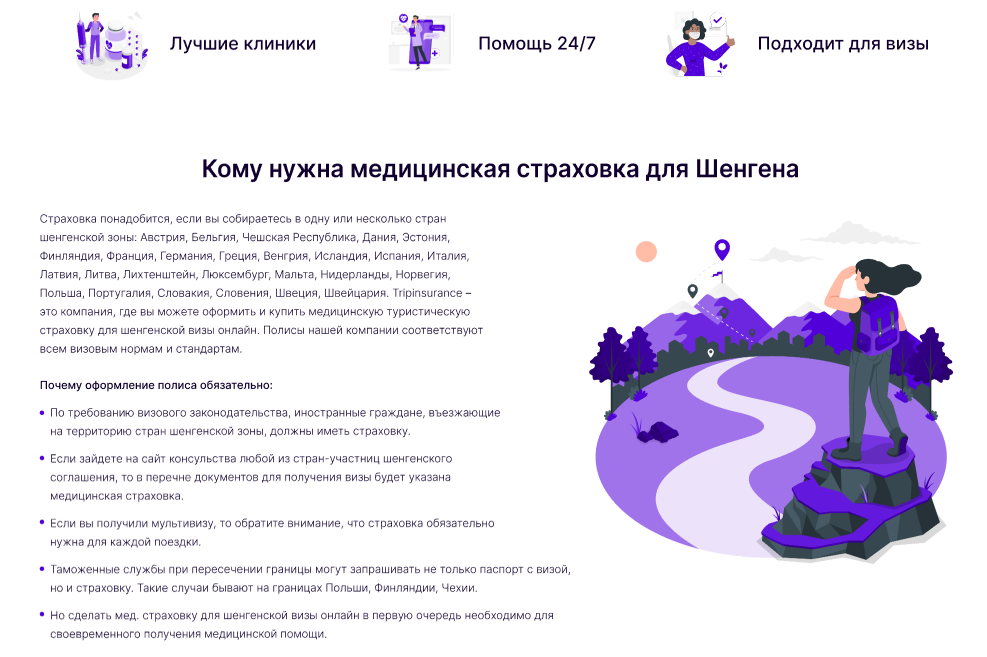 Лучшие клиники
Помощь 24/7
Подходит для визы
Кому нужна медицинская страховка для Шенгена
Страховка понадобится, если вы собираетесь в одну или несколько стран
шенгенской зоны: Австрия, Бельгия, Чешская Республика, Дания, Эстония,
Финляндия, Франция, Германия, Греция, Венгрия, Исландия, Испания, Италия,
Латвия, Литва, Лихтенштейн, Люксембург, Мальта, Нидерланды, Норвегия,
Польша, Португалия, Словакия, Словения, Швеция, Швейцария. Tripinsurance –
это компания, где вы можете оформить и купить медицинскую туристическую
страховку для шенгенской визы онлайн. Полисы нашей компании соответствуют
всем визовым нормам и стандартам.
Почему оформление полиса обязательно:
• По требованию визового законодательства, иностранные граждане, въезжающие
на территорию стран шенгенской зоны, должны иметь страховку.
• Если зайдете на сайт консульства любой из стран-участниц шенгенского
соглашения, то в перечне документов для получения визы будет указана
медицинская страховка.
• Если вы получили мультивизу, то обратите внимание, что страховка обязательно
нужна для каждой поездки.
• Таможенные службы при пересечении границы могут запрашивать не только паспорт с визой,
но и страховку. Такие случаи бывают на границах Польши, Финляндии, Чехии.
• Но сделать мед. страховку для шенгенской визы онлайн в первую очередь необходимо для
своевременного получения медицинской помощи.